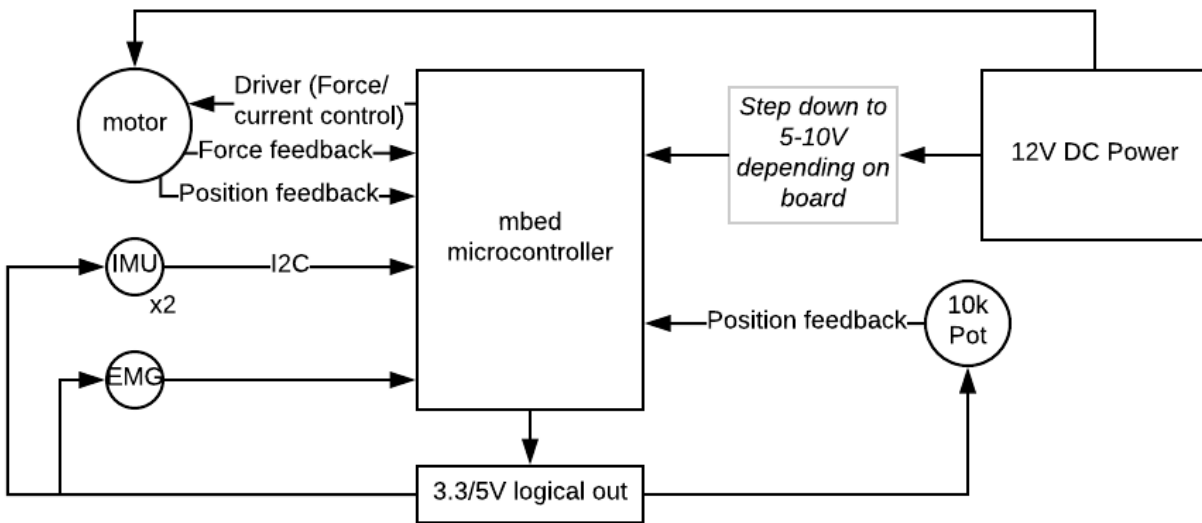 motor
Driver (Force/
current control)
Force feedback
Position feedback
IMU
x2
I2C
EMG
mbed
microcontroller
Step down to
5-10V
depending on
board
12V DC Power
Position feedback
10k
Pot
3.3/5V logical out